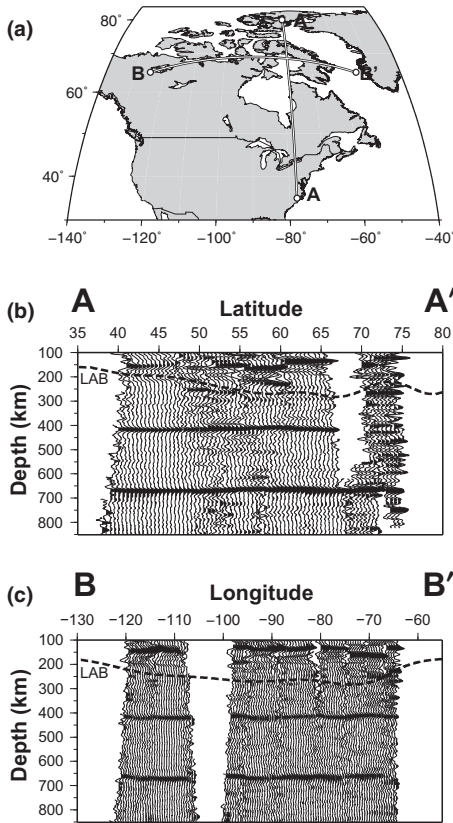 (a)
80°
60°
40°
A'
B
B'
A
−140° −120° −100° −80° −60° −40°
(b)
A A'
Latitude
35 40 45 50 55 60 65 70 75 80
Depth (km)
100
200
300
400
500
600
700
800
LAB
(c)
B B'
Longitude
−130 −120 −110 −100 −90 −80 −70 −60
Depth (km)
100
200
300
400
500
600
700
800
LAB